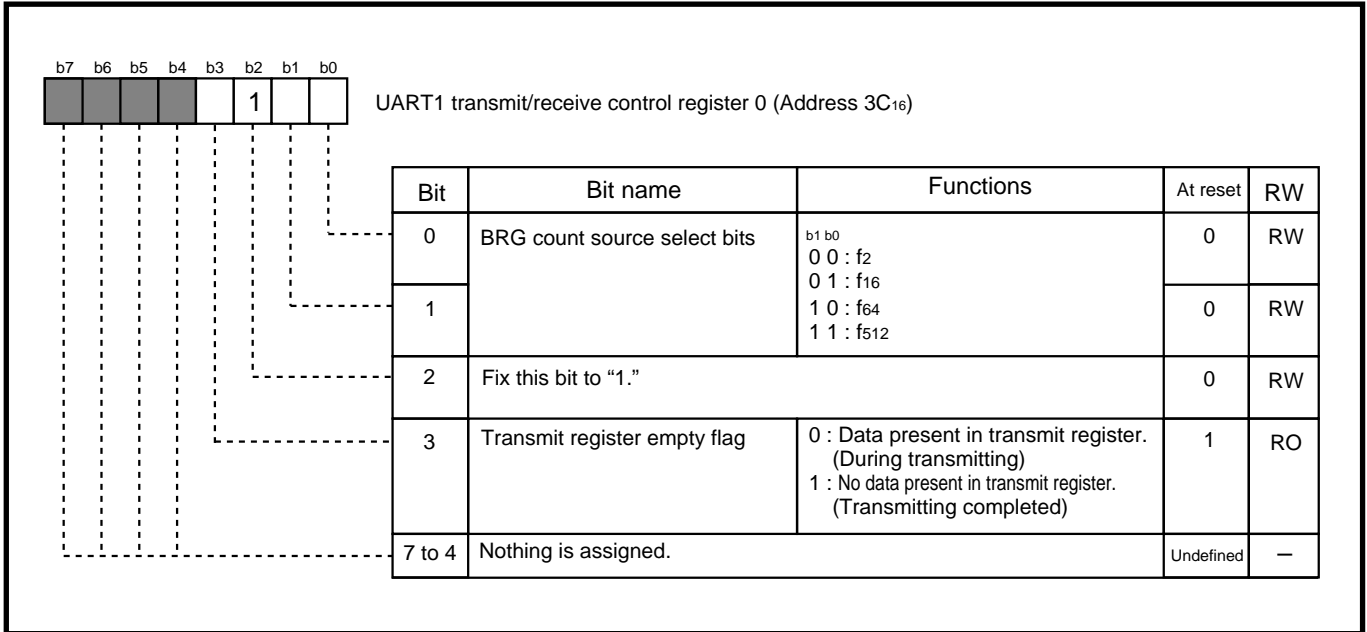 b7 b6 b5 b4 b3 b2 b1 b0
1
UART1 transmit/receive control register 0 (Address 3C16)
Bit Bit name Functions At reset RW
0 BRG count source select bits b1 b0 0 RW
0 0 : f2
0 1 : f16
1 1 0 : f64 0 RW
1 1 : f512
2 Fix this bit to “1.” 0 RW
3 Transmit register empty flag 0 : Data present in transmit register. 1 RO
(During transmitting)
1 : No data present in transmit register.
(Transmitting completed)
7 to 4 Nothing is assigned. Undefined –